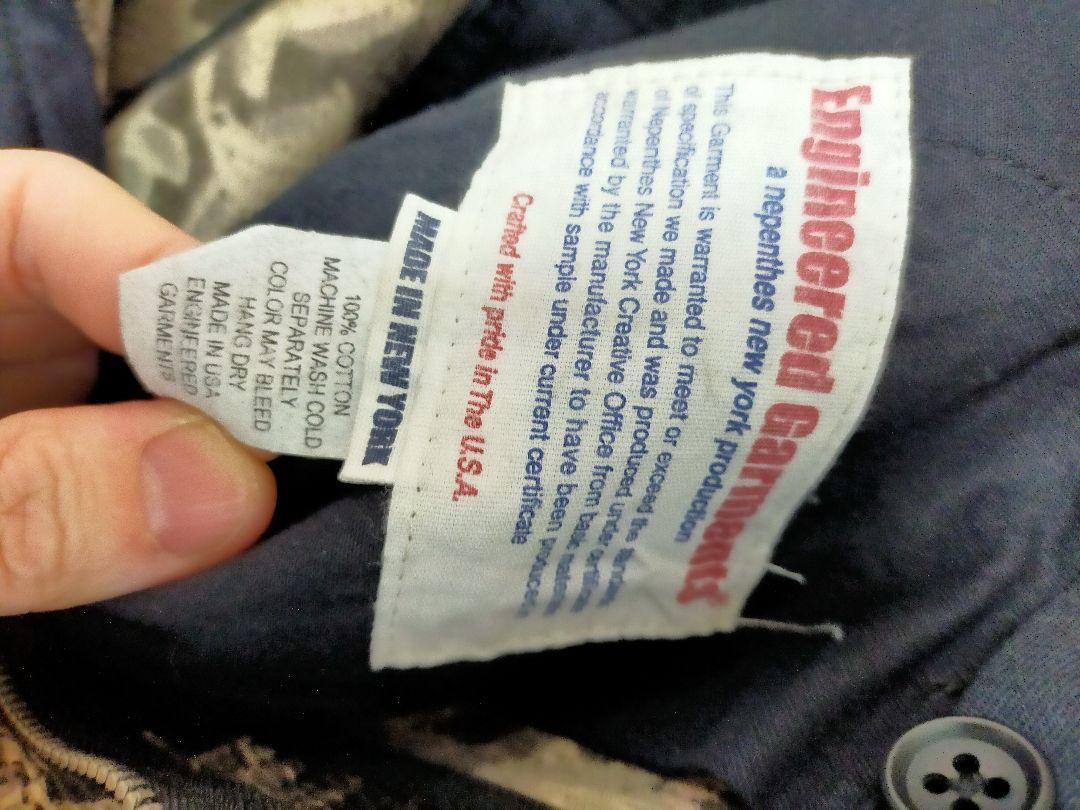 Engineered Garments
a nepenthes new york production
This Garment is warranted to meet or exceed the
of specification we made and was produced under
of Nepenthes New York Creative Office from
warranted by the manufacturer to have been
accordance with sample under current certificate
Crafted with pride in The U.S.A.
MADE IN NEW YORK
100% COTTON
MACHINE WASH COLD
SEPARATELY
COLOR MAY BLEED
HANG DRY
MADE IN USA
ENGINEERED
GARMENTS